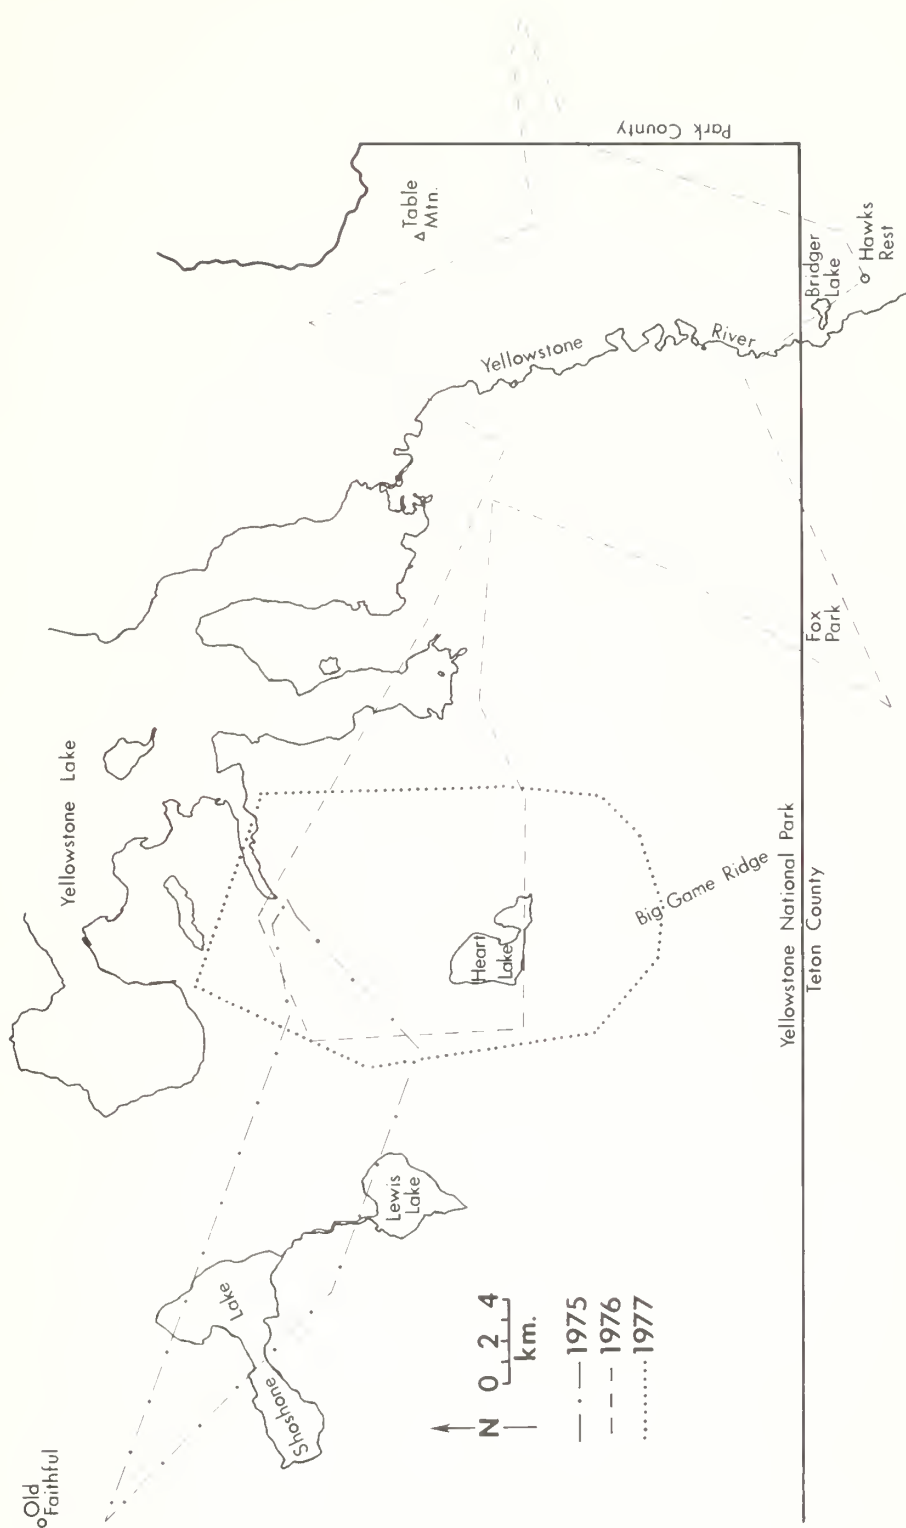 Old
Faithful
Yellowstone Lake
Table
Mtn.
Park County
Shoshone
Lake
Lewis
Lake
Heart
Lake
Yellowstone
River
Bridger
Lake
Hawks
Rest
Fox
Park
Big Game Ridge
Yellowstone National Park
Teton County
N
0 2 4
km.
1975
1976
1977